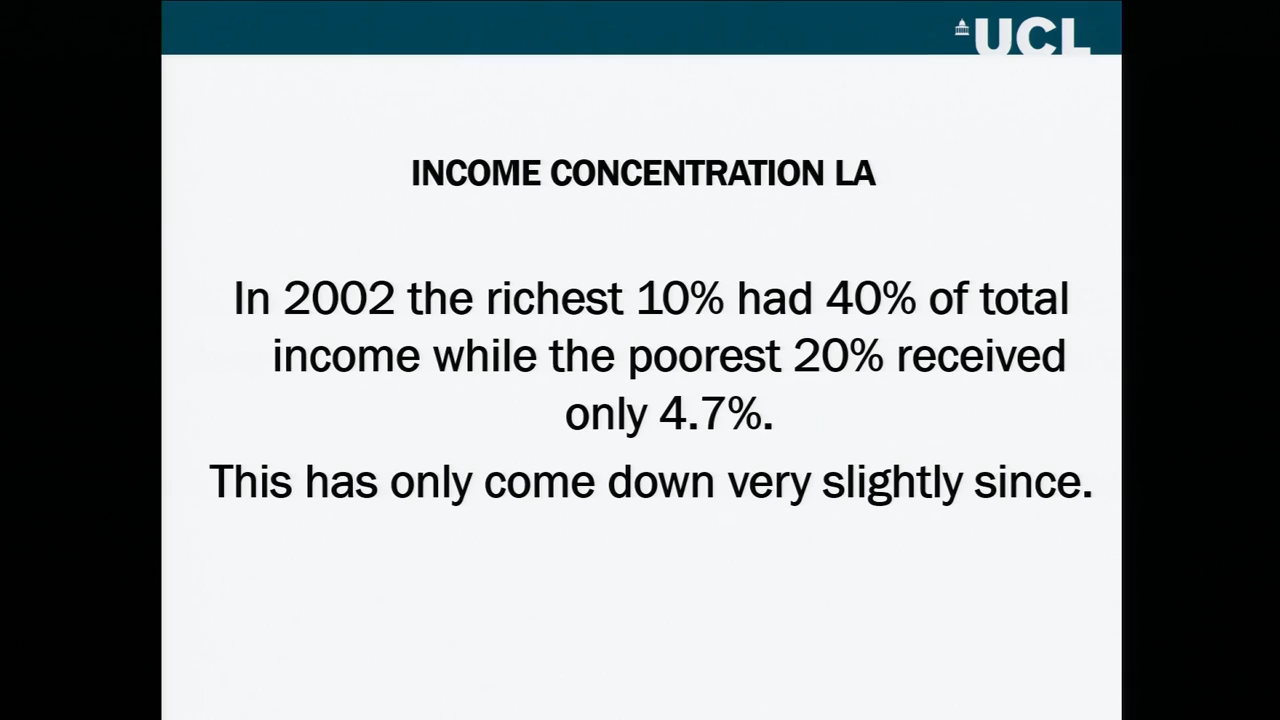 UCL
INCOME CONCENTRATION LA
In 2002 the richest 10% had 40% of total
income while the poorest 20% received
only 4.7%.
This has only come down very slightly since.